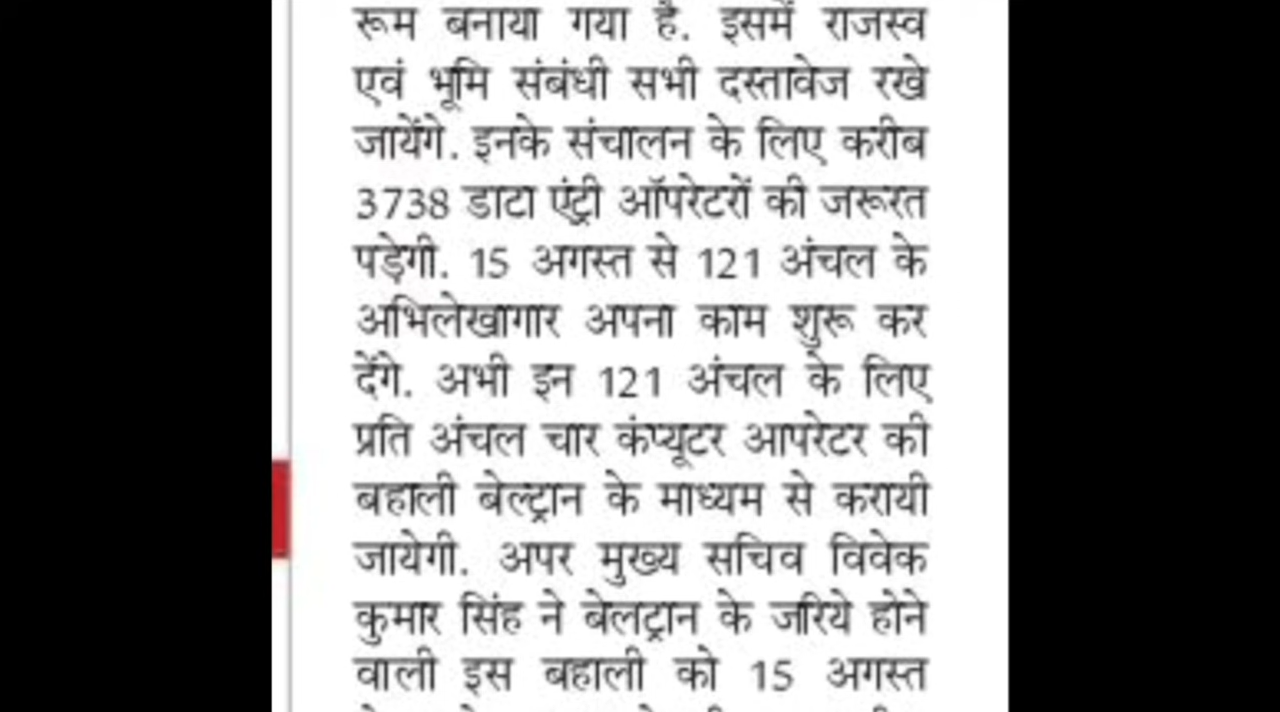 रूम बनाया गया है. इसमें राजस्व
एवं भूमि संबंधी सभी दस्तावेज रखे
जायेंगे. इनके संचालन के लिए करीब
3738 डाटा एंट्री ऑपरेटरों की जरूरत
पड़ेगी. 15 अगस्त से 121 अंचल के
अभिलेखागार अपना काम शुरू कर
देंगे. अभी इन 121 अंचल के लिए
प्रति अंचल चार कंप्यूटर आपरेटर की
बहाली बेल्ट्रान के माध्यम से करायी
जायेगी. अपर मुख्य सचिव विवेक
कुमार सिंह ने बेलट्रान के जरिये होने
वाली इस बहाली को 15 अगस्त